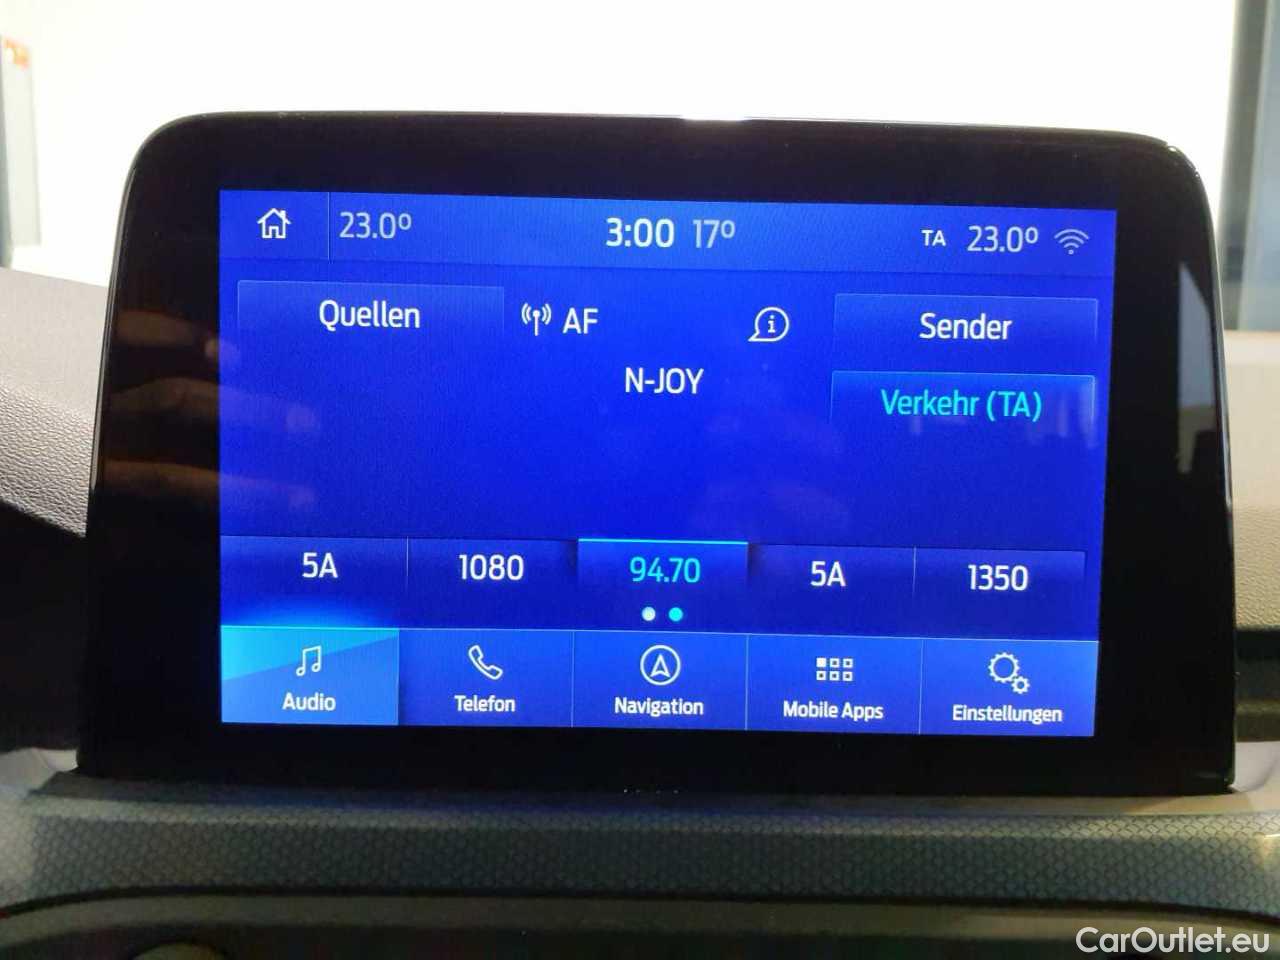 23.0°
3:00 17°
TA 23.0°
Quellen
AF
Sender
N-JOY
Verkehr (TA)
5A
1080
94.70
5A
1350
Audio
Telefon
Navigation
Mobile Apps
Einstellungen
CarOutlet.eu